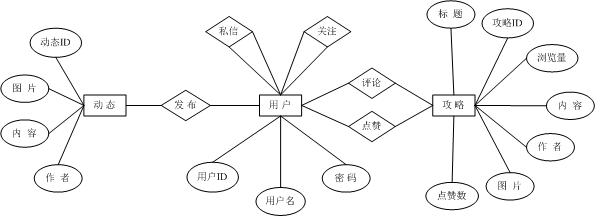 标 题
私信
关注
攻略ID
动态ID
浏览量
图 片
评论
动 态
发 布
用 户
攻 略
内 容
内 容
点赞
作 者
作 者
用户ID
密 码
图 片
点赞数
用户名